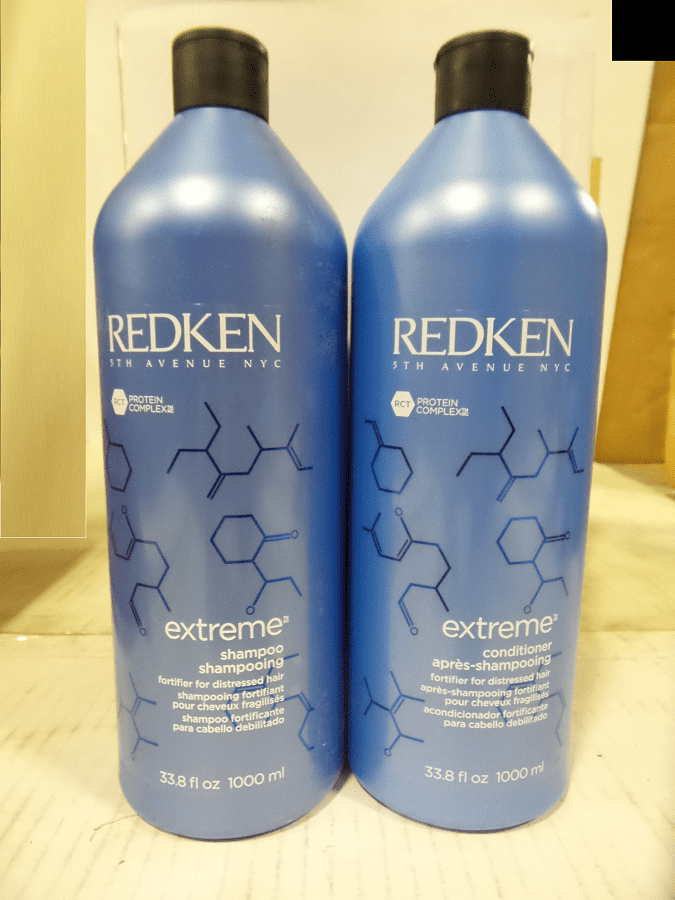 REDKEN
5TH AVENUE NYC
RCT PROTEIN
COMPLEX
extreme
shampoo
shampooing
fortifier for distressed hair
shampooing fortifiant
pour cheveux fragilisés
shampoo fortificante
para cabello debilitado
33.8 fl oz 1000 ml
REDKEN
5TH AVENUE NYC
RCT PROTEIN
COMPLEX
extreme
conditioner
après-shampooing
fortifier for distressed hair
après-shampooing fortifiant
pour cheveux fragilisés
acondicionador fortificante
para cabello debilitado
33.8 fl oz 1000 ml